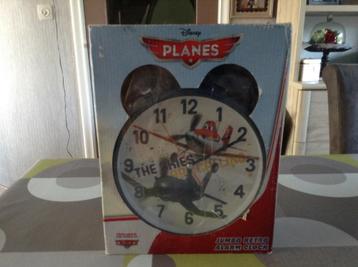 Disney
PLANES
12
11
1
10
2
9
3
8
4
7
5
6
THE
JUMBO RETRO
ALARM CLOCK